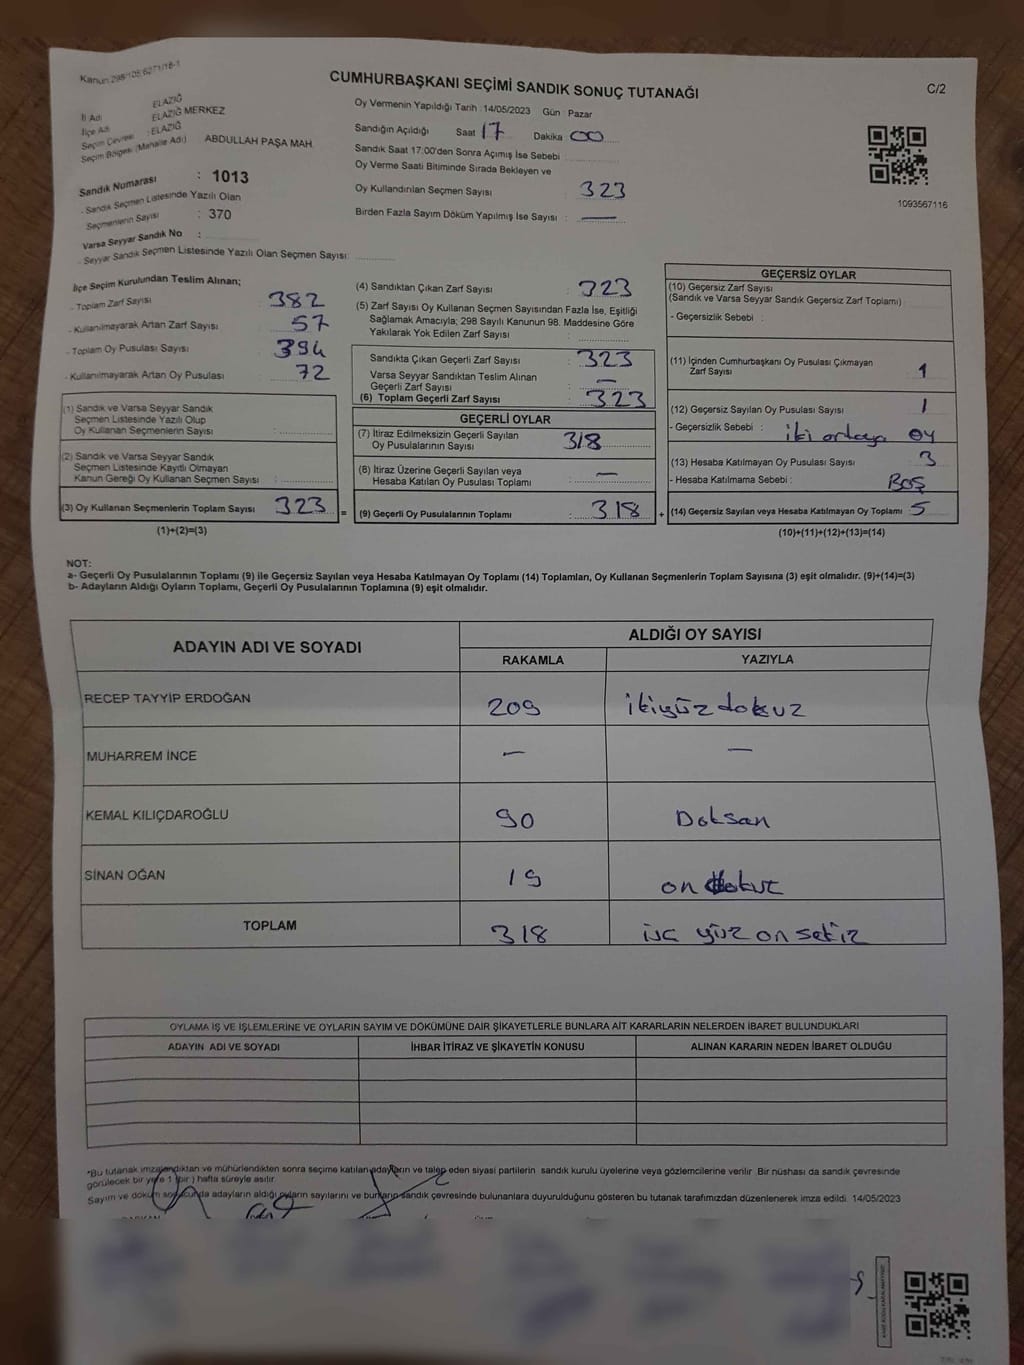 Kanun 298/105;6271/18-1
CUMHURBAŞKANI SEÇİMİ SANDIK SONUÇ TUTANAĞI
C/2
İl Adı ELAZIĞ
İlçe Adı ELAZIĞ MERKEZ
Seçim Çevresi : ELAZIĞ
Seçim Bölgesi (Mahalle Adı) ABDULLAH PAŞA MAH.
Sandık Numarası : 1013
- Sandık Seçmen Listesinde Yazılı Olan
Seçmenlerin Sayısı : 370
Varsa Seyyar Sandık No :
- Seyyar Sandık Seçmen Listesinde Yazılı Olan Seçmen Sayısı:
Oy Vermenin Yapıldığı Tarih : 14/05/2023 Gün : Pazar
Sandığın Açıldığı Saat 17 Dakika 00
Sandık Saat 17:00'den Sonra Açımış İse Sebebi
Oy Verme Saati Bitiminde Sırada Bekleyen ve
Oy Kullandırılan Seçmen Sayısı : 323
Birden Fazla Sayım Döküm Yapılmış İse Sayısı : —
1093567116
İlçe Seçim Kurulundan Teslim Alınan;
- Toplam Zarf Sayısı : 382
- Kullanılmayarak Artan Zarf Sayısı : 57
- Toplam Oy Pusulası Sayısı : 394
- Kullanılmayarak Artan Oy Pusulası : 72
(1) Sandık ve Varsa Seyyar Sandık
Seçmen Listesinde Yazılı Olup
Oy Kullanan Seçmenlerin Sayısı :
(2) Sandık ve Varsa Seyyar Sandık
Seçmen Listesinde Kayıtlı Olmayan
Kanun Gereği Oy Kullanan Seçmen Sayısı :
(3) Oy Kullanan Seçmenlerin Toplam Sayısı 323 =
(1)+(2)=(3)
(4) Sandıktan Çıkan Zarf Sayısı : 323
(5) Zarf Sayısı Oy Kullanan Seçmen Sayısından Fazla İse, Eşitliği
Sağlamak Amacıyla; 298 Sayılı Kanunun 98. Maddesine Göre
Yakılarak Yok Edilen Zarf Sayısı :
Sandıkta Çıkan Geçerli Zarf Sayısı : 323
Varsa Seyyar Sandıktan Teslim Alınan
Geçerli Zarf Sayısı : —
(6) Toplam Geçerli Zarf Sayısı : 323
GEÇERLİ OYLAR
(7) İtiraz Edilmeksizin Geçerli Sayılan
Oy Pusulalarının Sayısı : 318
(8) İtiraz Üzerine Geçerli Sayılan veya
Hesaba Katılan Oy Pusulası Toplamı : —
(9) Geçerli Oy Pusulalarının Toplamı : 318 +
GEÇERSİZ OYLAR
(10) Geçersiz Zarf Sayısı
(Sandık ve Varsa Seyyar Sandık Geçersiz Zarf Toplamı)
- Geçersizlik Sebebi :
(11) İçinden Cumhurbaşkanı Oy Pusulası Çıkmayan
Zarf Sayısı 1
(12) Geçersiz Sayılan Oy Pusulası Sayısı 1
- Geçersizlik Sebebi : iki ortaya oy
(13) Hesaba Katılmayan Oy Pusulası Sayısı 3
- Hesaba Katılmama Sebebi : BOŞ
(14) Geçersiz Sayılan veya Hesaba Katılmayan Oy Toplamı 5
(10)+(11)+(12)+(13)=(14)
NOT:
a- Geçerli Oy Pusulalarının Toplamı (9) ile Geçersiz Sayılan veya Hesaba Katılmayan Oy Toplamı (14) Toplamları, Oy Kullanan Seçmenlerin Toplam Sayısına (3) eşit olmalıdır. (9)+(14)=(3)
b- Adayların Aldığı Oyların Toplamı, Geçerli Oy Pusulalarının Toplamına (9) eşit olmalıdır.
ADAYIN ADI VE SOYADI ALDIĞI OY SAYISI
RAKAMLA YAZIYLA
RECEP TAYYİP ERDOĞAN 209 ikiyüz dokuz
MUHARREM İNCE — —
KEMAL KILIÇDAROĞLU 90 Doksan
SİNAN OĞAN 19 on dokuz
TOPLAM 318 üç yüz on sekiz
OYLAMA İŞ VE İŞLEMLERİNE VE OYLARIN SAYIM VE DÖKÜMÜNE DAİR ŞİKAYETLERLE BUNLARA AİT KARARLARIN NELERDEN İBARET BULUNDUKLARI
ADAYIN ADI VE SOYADI İHBAR İTİRAZ VE ŞİKAYETİN KONUSU ALINAN KARARIN NEDEN İBARET OLDUĞU
*Bu tutanak imzalandıktan ve mühürlendikten sonra seçime katılan adayların ve talep eden siyasi partilerin sandık kurulu üyelerine veya gözlemcilerine verilir. Bir nüshası da sandık çevresinde
görülecek bir yere 1 (bir) hafta süreyle asılır.
Sayım ve döküm sonucunda adayların aldığı oyların sayılarını ve bunların sandık çevresinde bulunanlara duyurulduğunu gösteren bu tutanak tarafımızdan düzenlenerek imza edildi. 14/05/2023